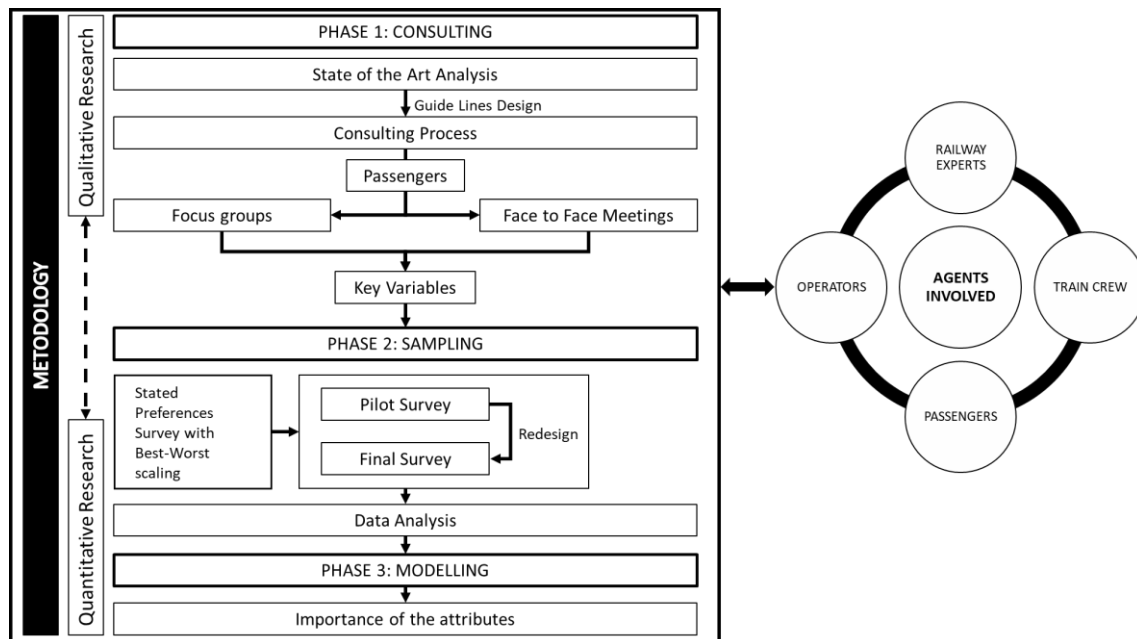 METODOLOGY
Qualitative Research
Quantitative Research
PHASE 1: CONSULTING
State of the Art Analysis
Guide Lines Design
Consulting Process
Passengers
Focus groups
Face to Face Meetings
Key Variables
PHASE 2: SAMPLING
Stated
Preferences
Survey with
Best-Worst
scaling
Pilot Survey
Redesign
Final Survey
Data Analysis
PHASE 3: MODELLING
Importance of the attributes
RAILWAY
EXPERTS
OPERATORS
AGENTS
INVOLVED
TRAIN CREW
PASSENGERS